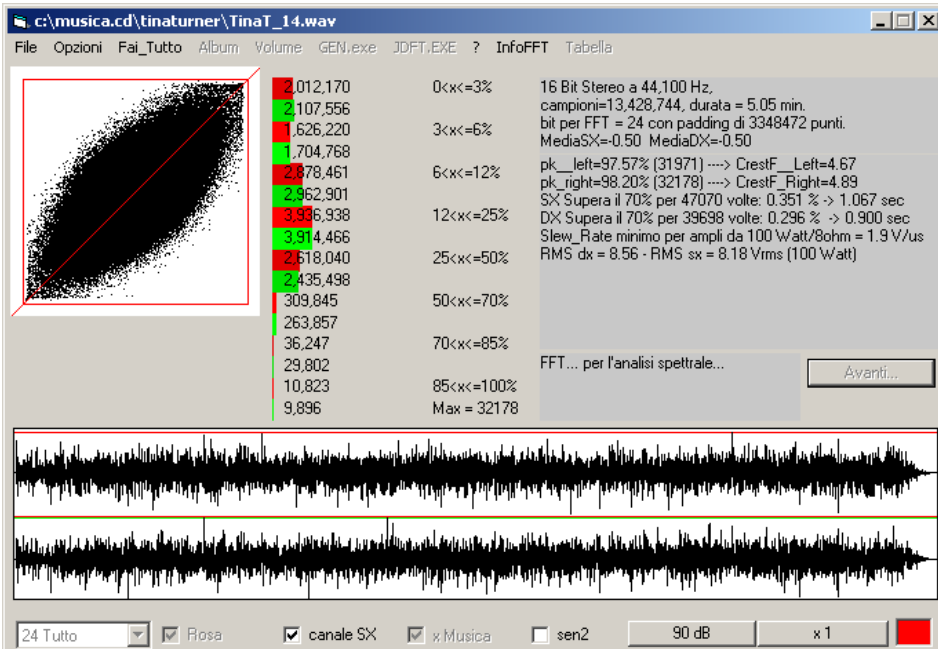 c:\musica.cd\tinaturner\TinaT_14.wav
File Opzioni Fai_Tutto Album Volume GEN.exe JDFT.EXE ? InfoFFT Tabella
2,012,170 0<x<=3%
2,107,556
1,626,220 3<x<=6%
1,704,768
2,878,461 6<x<=12%
2,962,901
3,936,938 12<x<=25%
3,914,466
2,618,040 25<x<=50%
2,435,498
309,845 50<x<=70%
263,857
36,247 70<x<=85%
29,802
10,823 85<x<=100%
9,896 Max = 32178
16 Bit Stereo a 44,100 Hz,
campioni=13,428,744, durata = 5.05 min.
bit per FFT = 24 con padding di 3348472 punti.
MediaSX=-0.50 MediaDX=-0.50
pk__left=97.57% (31971) ----> CrestF__Left=4.67
pk_right=98.20% (32178) ----> CrestF_Right=4.89
SX Supera il 70% per 47070 volte: 0.351 % -> 1.067 sec
DX Supera il 70% per 39698 volte: 0.296 % -> 0.900 sec
Slew_Rate minimo per ampli da 100 Watt/8ohm = 1.9 V/us
RMS dx = 8.56 - RMS sx = 8.18 Vrms (100 Watt)
FFT... per l'analisi spettrale...
Avanti...
24 Tutto Rosa canale SX x Musica sen2 90 dB x 1